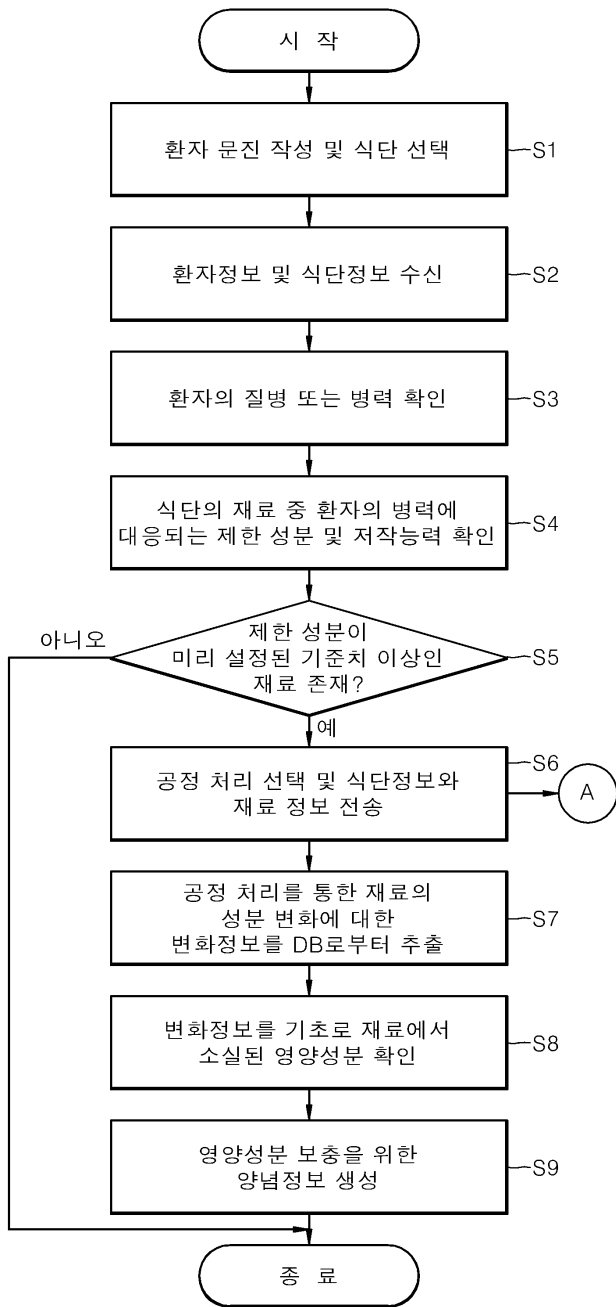 시 작
환자 문진 작성 및 식단 선택
S1
환자정보 및 식단정보 수신
S2
환자의 질병 또는 병력 확인
S3
식단의 재료 중 환자의 병력에
대응되는 제한 성분 및 저작능력 확인
S4
아니오
제한 성분이
미리 설정된 기준치 이상인
재료 존재?
S5
예
공정 처리 선택 및 식단정보와
재료 정보 전송
S6
A
공정 처리를 통한 재료의
성분 변화에 대한
변화정보를 DB로부터 추출
S7
변화정보를 기초로 재료에서
소실된 영양성분 확인
S8
영양성분 보충을 위한
양념정보 생성
S9
종 료